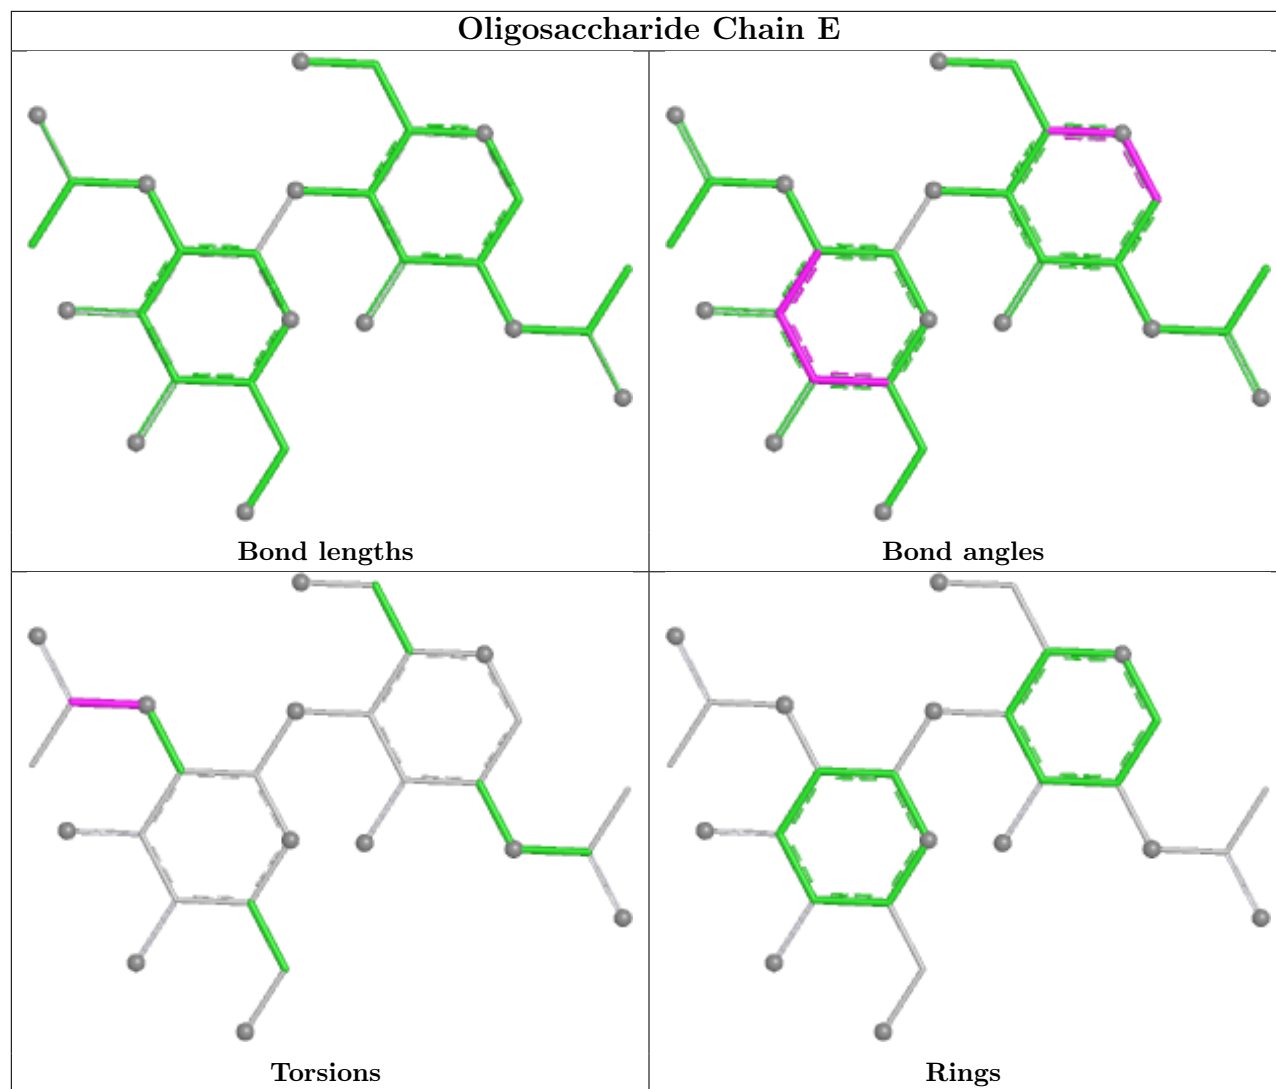 Oligosaccharide Chain E
Bond lengths
Bond angles
Torsions
Rings